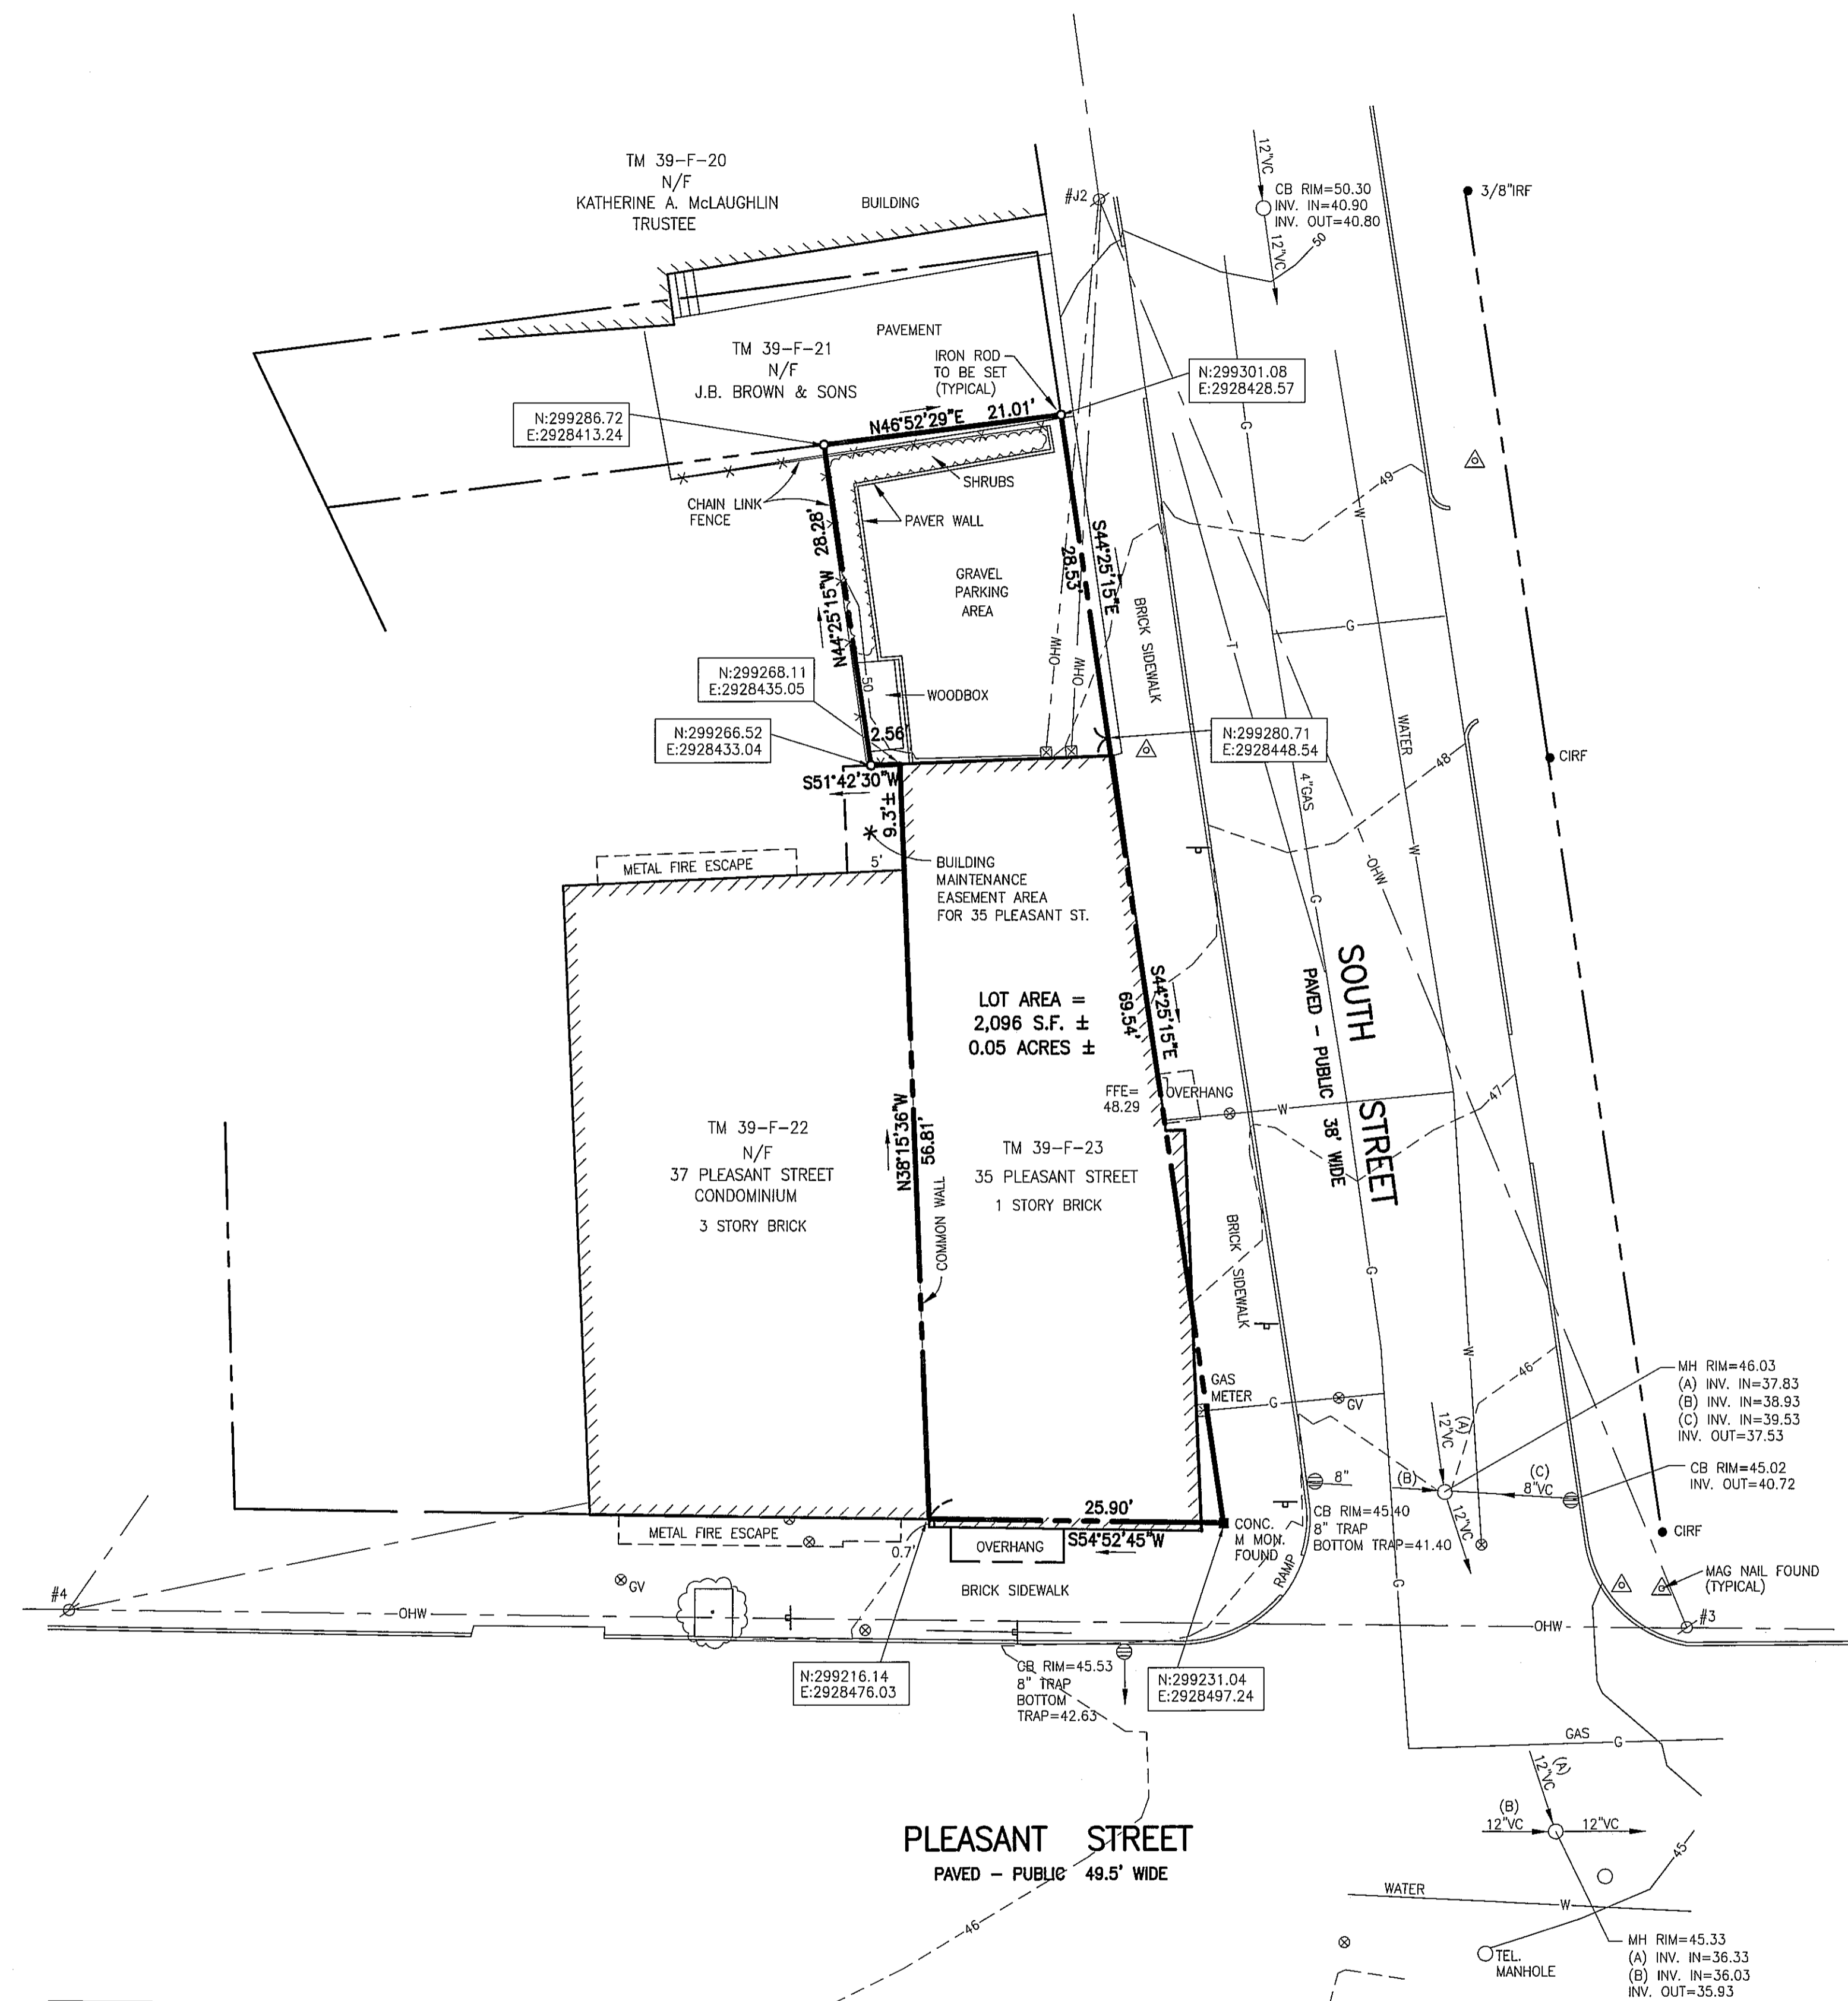 TM 39-F-20
N/F
KATHERINE A. McLAUGHLIN
TRUSTEE
BUILDING
#J2
12"VC
CB RIM=50.30
INV. IN=40.90
INV. OUT=40.80
12"VC
50
3/8"IRF
PAVEMENT
TM 39-F-21
N/F
J.B. BROWN & SONS
IRON ROD
TO BE SET
(TYPICAL)
N:299301.08
E:2928428.57
N:299286.72
E:2928413.24
N46°52'29"E 21.01'
G
SHRUBS
49
CHAIN LINK
FENCE
PAVER WALL
W
28.28'
N44°25'15"W
GRAVEL
PARKING
AREA
S44°25'15"E
28.53'
BRICK SIDEWALK
G
T
OHW
OHW
N:299268.11
E:2928435.05
50
WOODBOX
2.56'
N:299266.52
E:2928433.04
N:299280.71
E:2928448.54
WATER
48
CIRF
S51°42'30"W
9.3'±
4"GAS
METAL FIRE ESCAPE
5'
BUILDING
MAINTENANCE
EASEMENT AREA
FOR 35 PLEASANT ST.
W
OHW
G
SOUTH STREET
PAVED - PUBLIC 38' WIDE
LOT AREA =
2,096 S.F. ±
0.05 ACRES ±
S44°25'15"E
69.54'
FFE=
48.29
OVERHANG
W
47
TM 39-F-22
N/F
37 PLEASANT STREET
CONDOMINIUM
3 STORY BRICK
N38°15'36"W
56.81'
COMMON WALL
TM 39-F-23
35 PLEASANT STREET
1 STORY BRICK
BRICK SIDEWALK
G
W
46
GAS
METER
G
GV
MH RIM=46.03
(A) INV. IN=37.83
(B) INV. IN=38.93
(C) INV. IN=39.53
INV. OUT=37.53
12"VC
(A)
8"
(B)
(C)
8"VC
CB RIM=45.02
INV. OUT=40.72
12"VC
25.90'
S54°52'45"W
CONC.
M MON.
FOUND
CB RIM=45.40
8" TRAP
BOTTOM TRAP=41.40
CIRF
METAL FIRE ESCAPE
0.7'
OVERHANG
RAMP
G
MAG NAIL FOUND
(TYPICAL)
GV
BRICK SIDEWALK
#4
OHW
OHW
#3
N:299216.14
E:2928476.03
CB RIM=45.53
8" TRAP
BOTTOM
TRAP=42.63
N:299231.04
E:2928497.24
GAS
G
12"VC
(A)
(B)
12"VC
12"VC
PLEASANT STREET
PAVED - PUBLIC 49.5' WIDE
45
WATER
W
46
TEL.
MANHOLE
MH RIM=45.33
(A) INV. IN=36.33
(B) INV. IN=36.03
INV. OUT=35.93